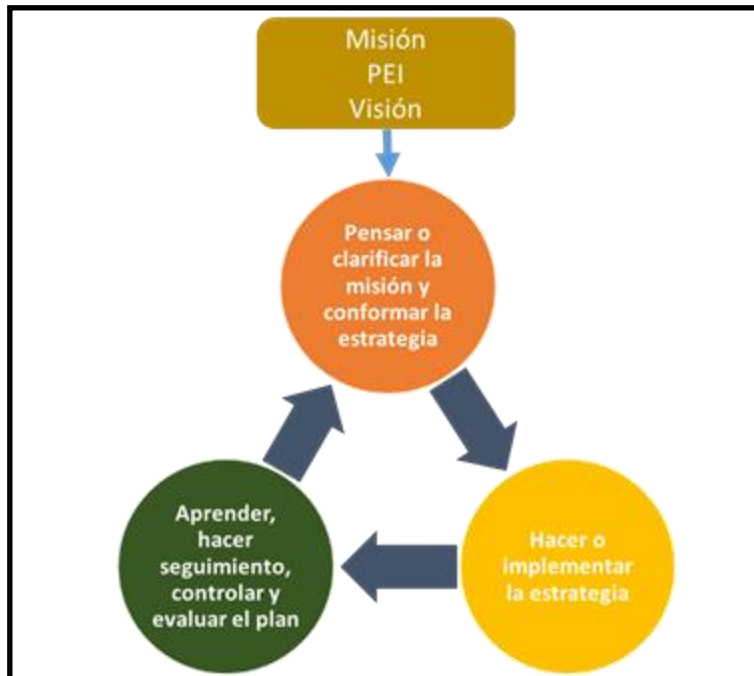 Misión
PEI
Visión
Pensar o
clarificar la
misión y
conformar la
estrategia
Hacer o
implementar
la estrategia
Aprender,
hacer
seguimiento,
controlar y
evaluar el plan